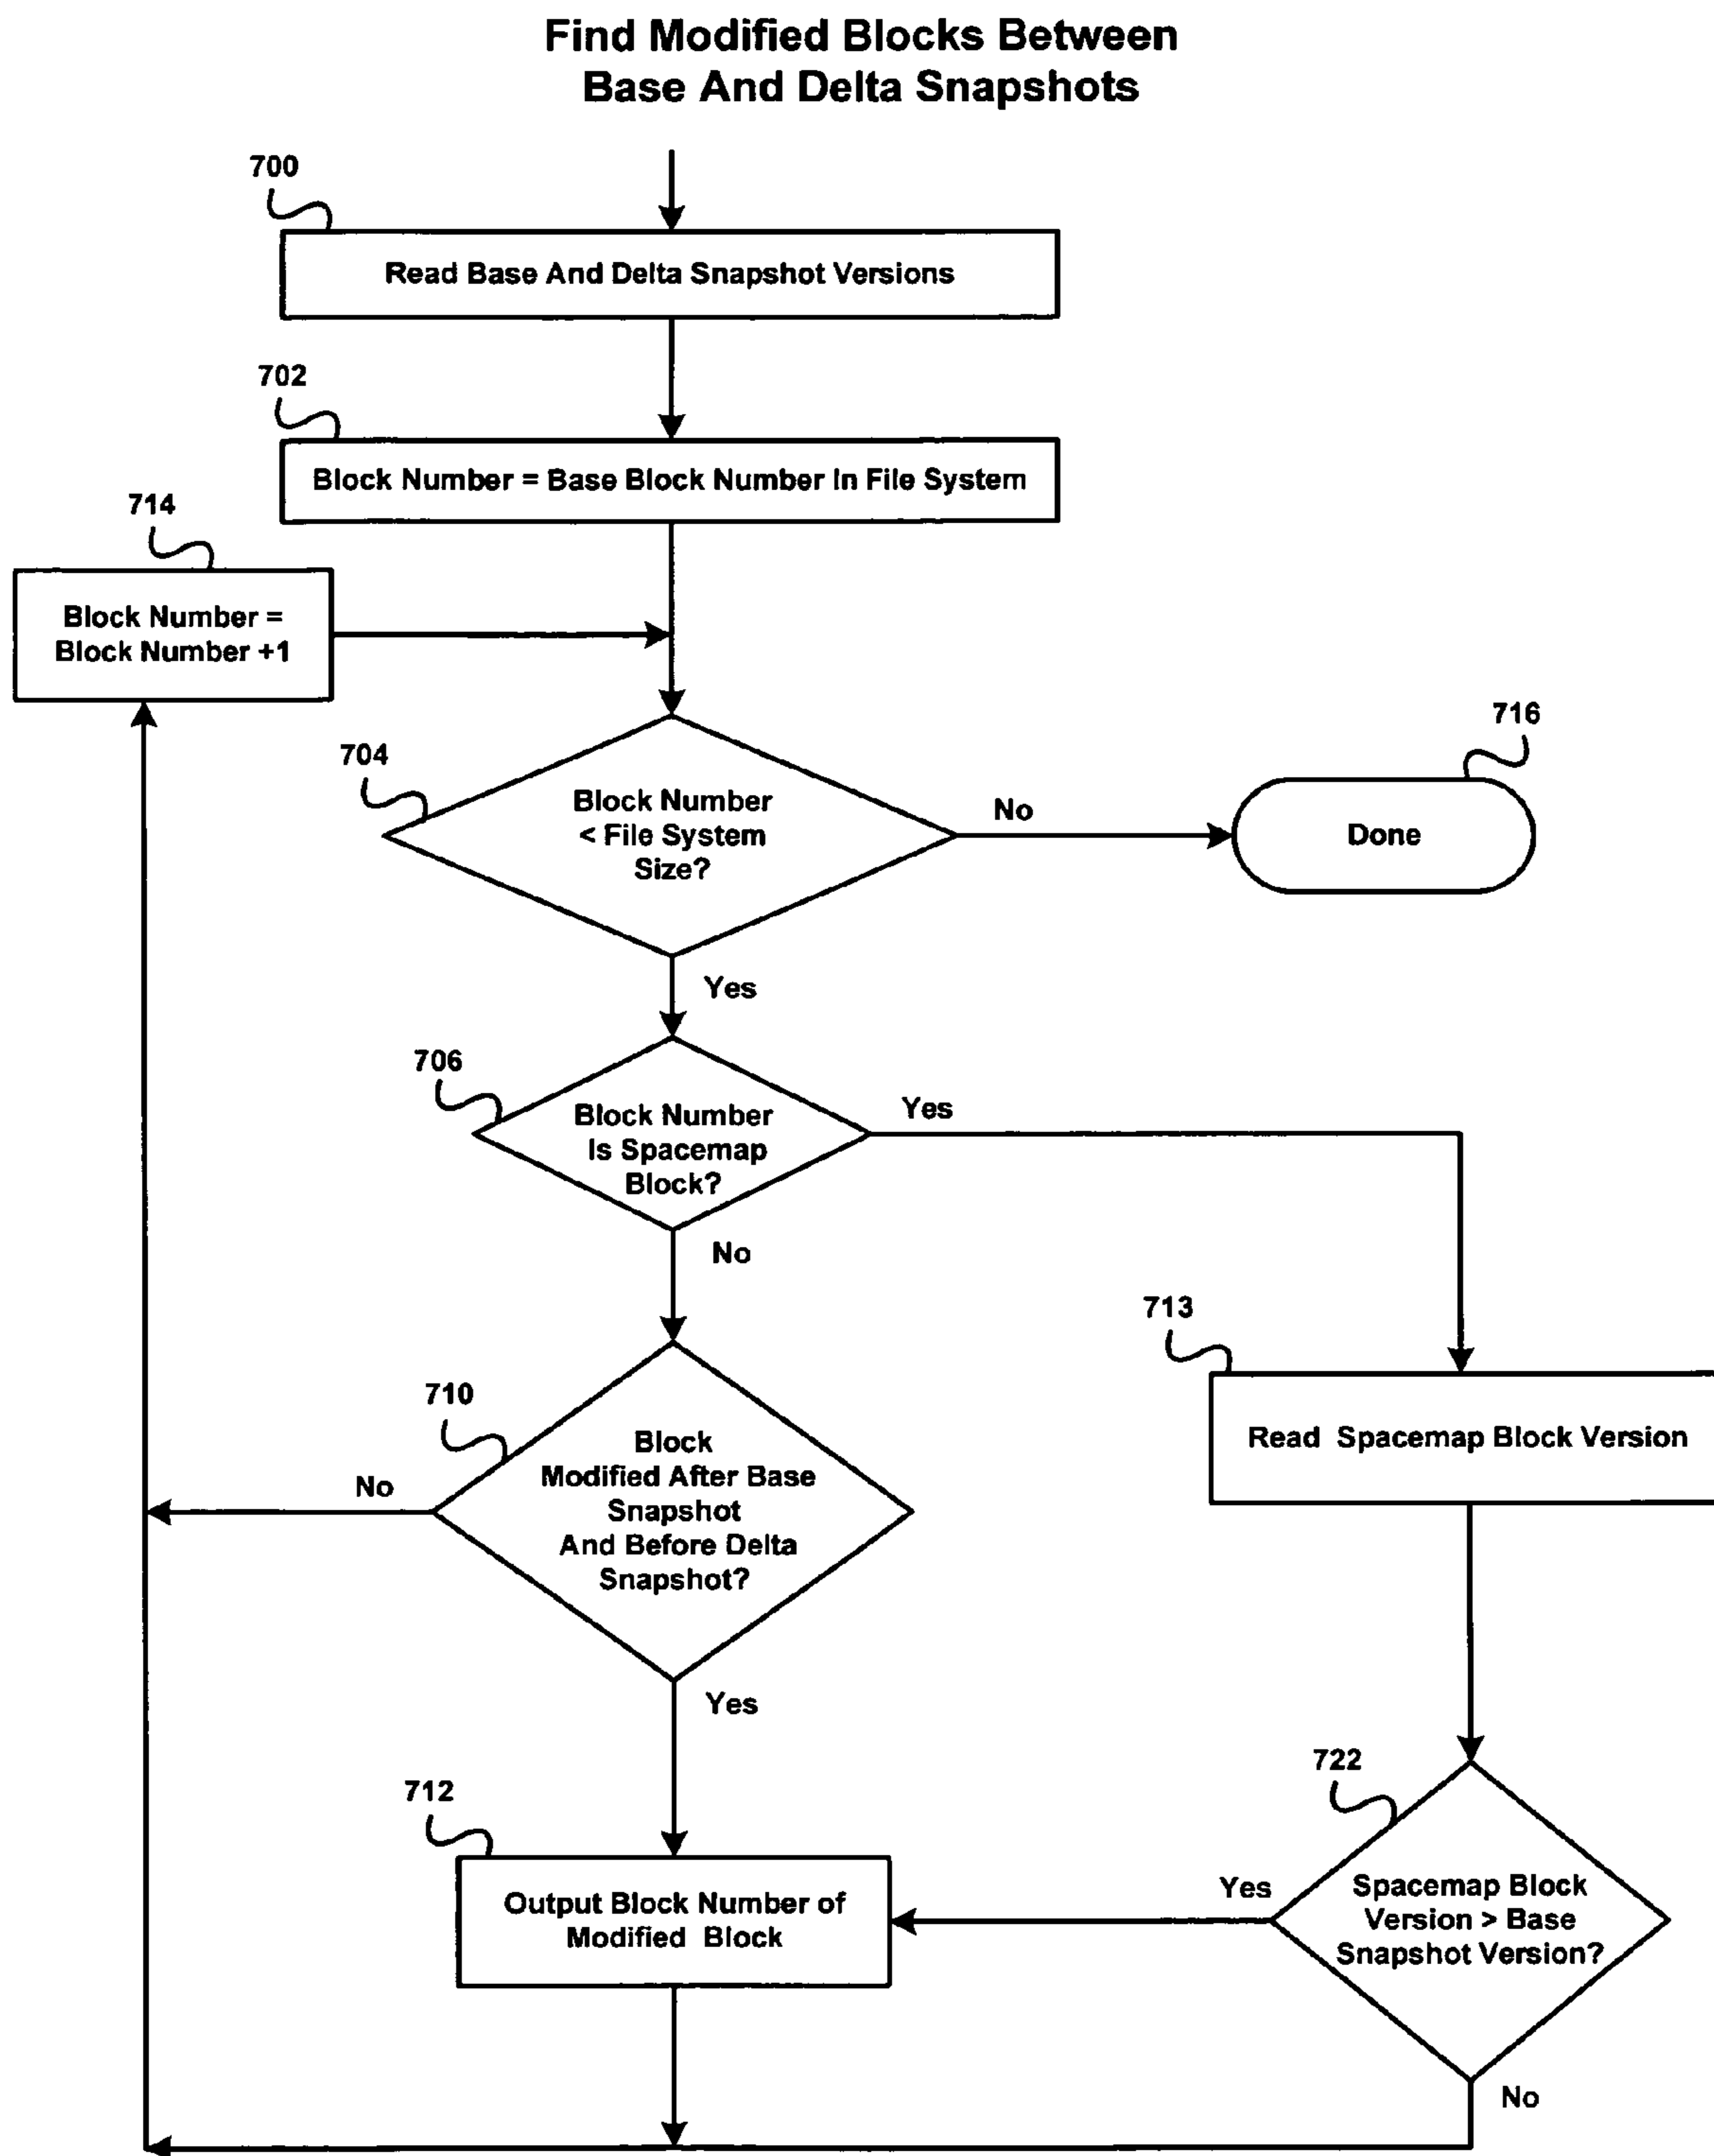 Find Modified Blocks Between
Base And Delta Snapshots
700
Read Base And Delta Snapshot Versions
702
Block Number = Base Block Number In File System
714
Block Number =
Block Number +1
704
Block Number
< File System
Size?
No
716
Done
Yes
706
Block Number
Is Spacemap
Block?
Yes
No
713
Read Spacemap Block Version
710
Block
Modified After Base
Snapshot
And Before Delta
Snapshot?
No
Yes
722
Spacemap Block
Version > Base
Snapshot Version?
Yes
No
712
Output Block Number of
Modified Block